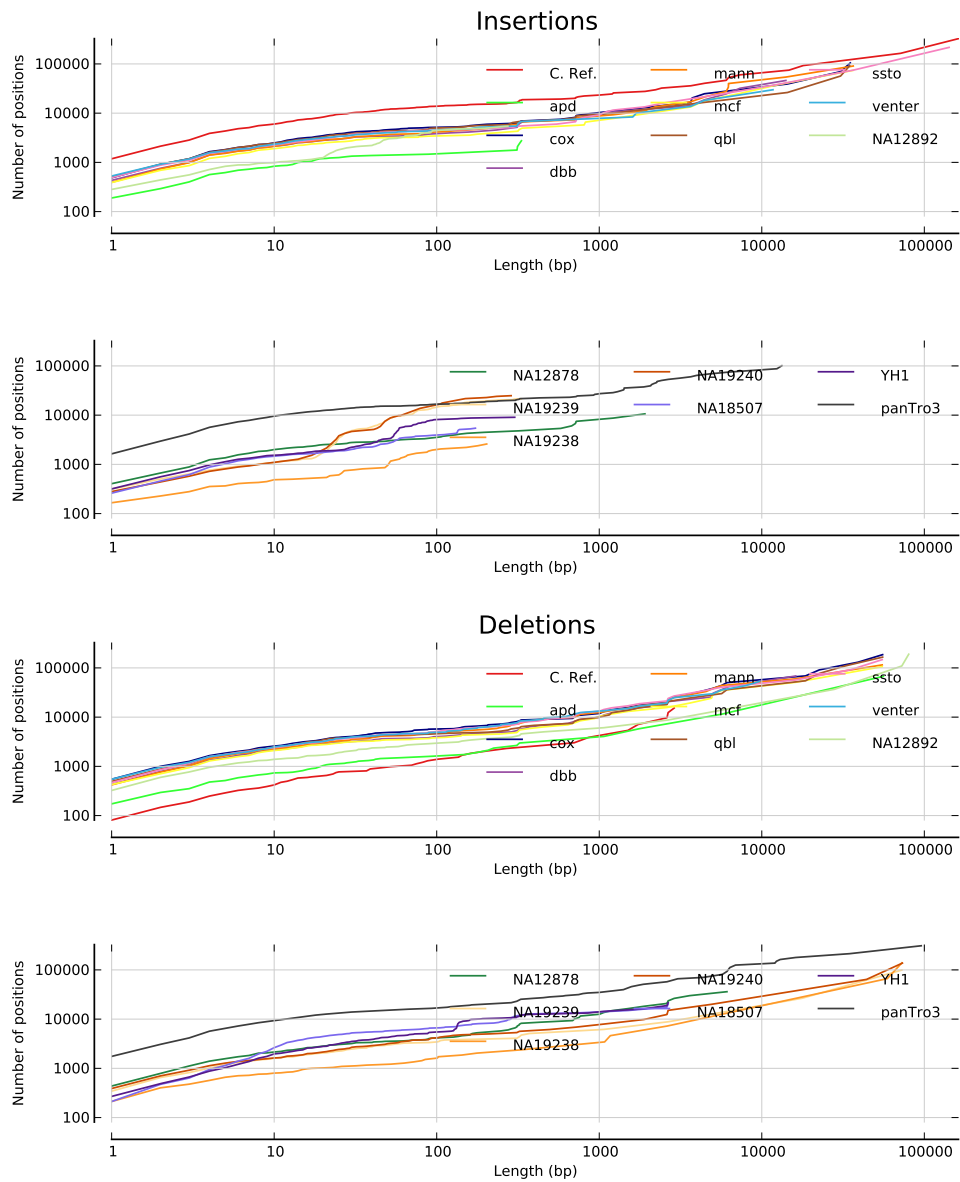 Insertions
Number of positions
100000
10000
1000
100
C. Ref. mann ssto
apd mcf venter
cox qbl NA12892
dbb
1 10 100 1000 10000 100000
Length (bp)
Number of positions
100000
10000
1000
100
NA12878 NA19240 YH1
NA19239 NA18507 panTro3
NA19238
1 10 100 1000 10000 100000
Length (bp)
Deletions
Number of positions
100000
10000
1000
100
C. Ref. mann ssto
apd mcf venter
cox qbl NA12892
dbb
1 10 100 1000 10000 100000
Length (bp)
Number of positions
100000
10000
1000
100
NA12878 NA19240 YH1
NA19239 NA18507 panTro3
NA19238
1 10 100 1000 10000 100000
Length (bp)